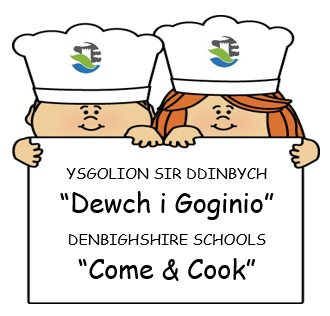 YSGOLION SIR DDINBYCH
“Dewch i Goginio”
DENBIGHSHIRE SCHOOLS
“Come & Cook”